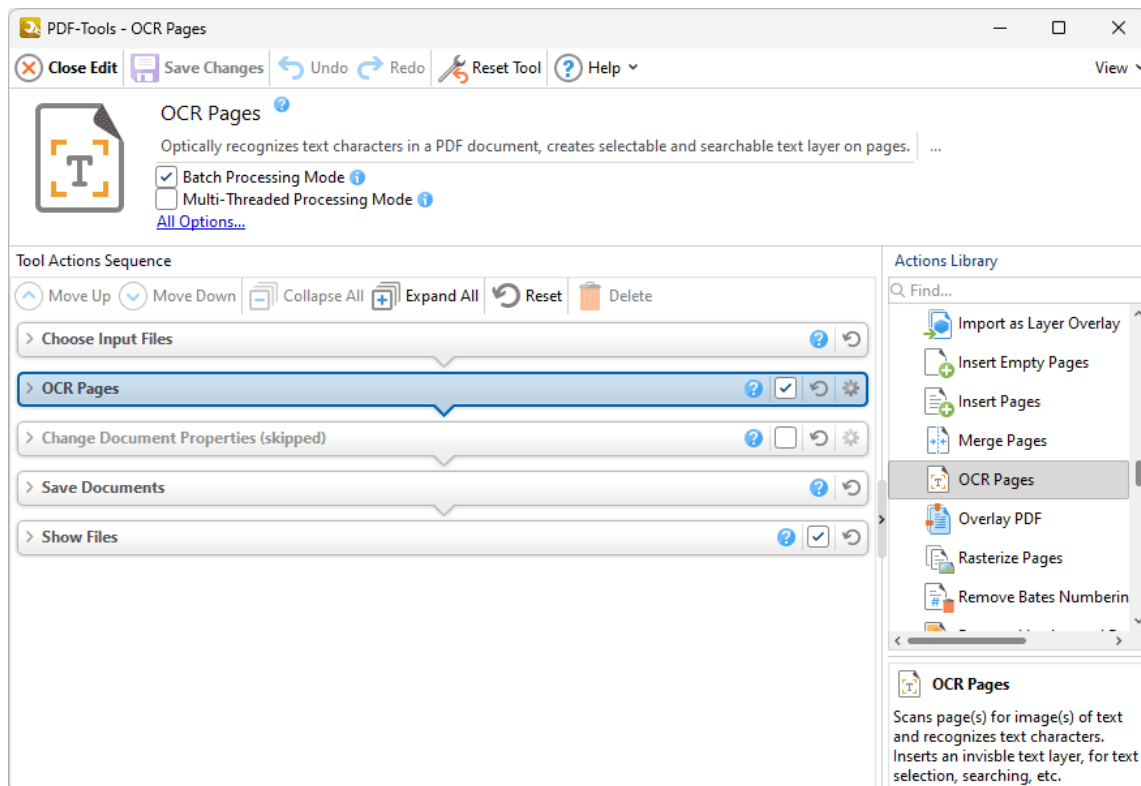 PDF-Tools - OCR Pages
Close Edit Save Changes Undo Redo Reset Tool ? Help View
OCR Pages ?
Optically recognizes text characters in a PDF document, creates selectable and searchable text layer on pages. ...
Batch Processing Mode i
Multi-Threaded Processing Mode i
All Options...
Tool Actions Sequence
Move Up Move Down Collapse All Expand All Reset Delete
Choose Input Files ?
OCR Pages ?
Change Document Properties (skipped) ?
Save Documents ?
Show Files ?
Actions Library
Find...
Import as Layer Overlay
Insert Empty Pages
Insert Pages
Merge Pages
T OCR Pages
Overlay PDF
Rasterize Pages
# Remove Bates Numberin
T OCR Pages
Scans page(s) for image(s) of text
and recognizes text characters.
Inserts an invisble text layer, for text
selection, searching, etc.